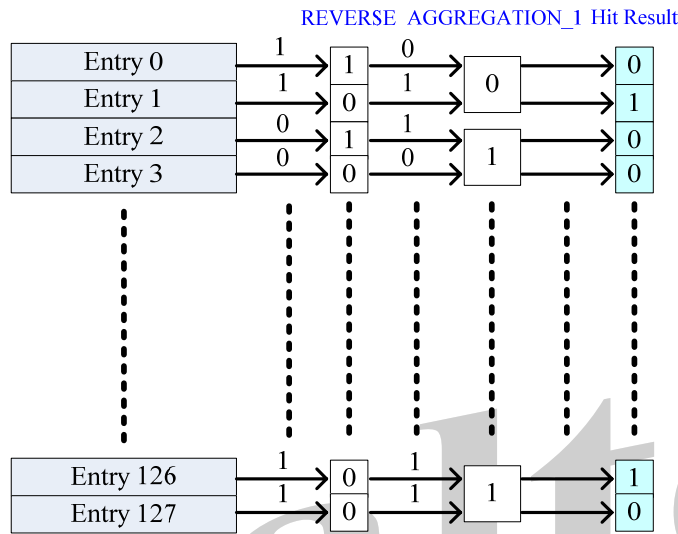 REVERSE AGGREGATION_1 Hit Result
Entry 0 1 1 0 0 0
Entry 1 1 0 1 1
Entry 2 0 1 1 1 0
Entry 3 0 0 0 0
Entry 126 1 0 1 1 1
Entry 127 1 0 1 0